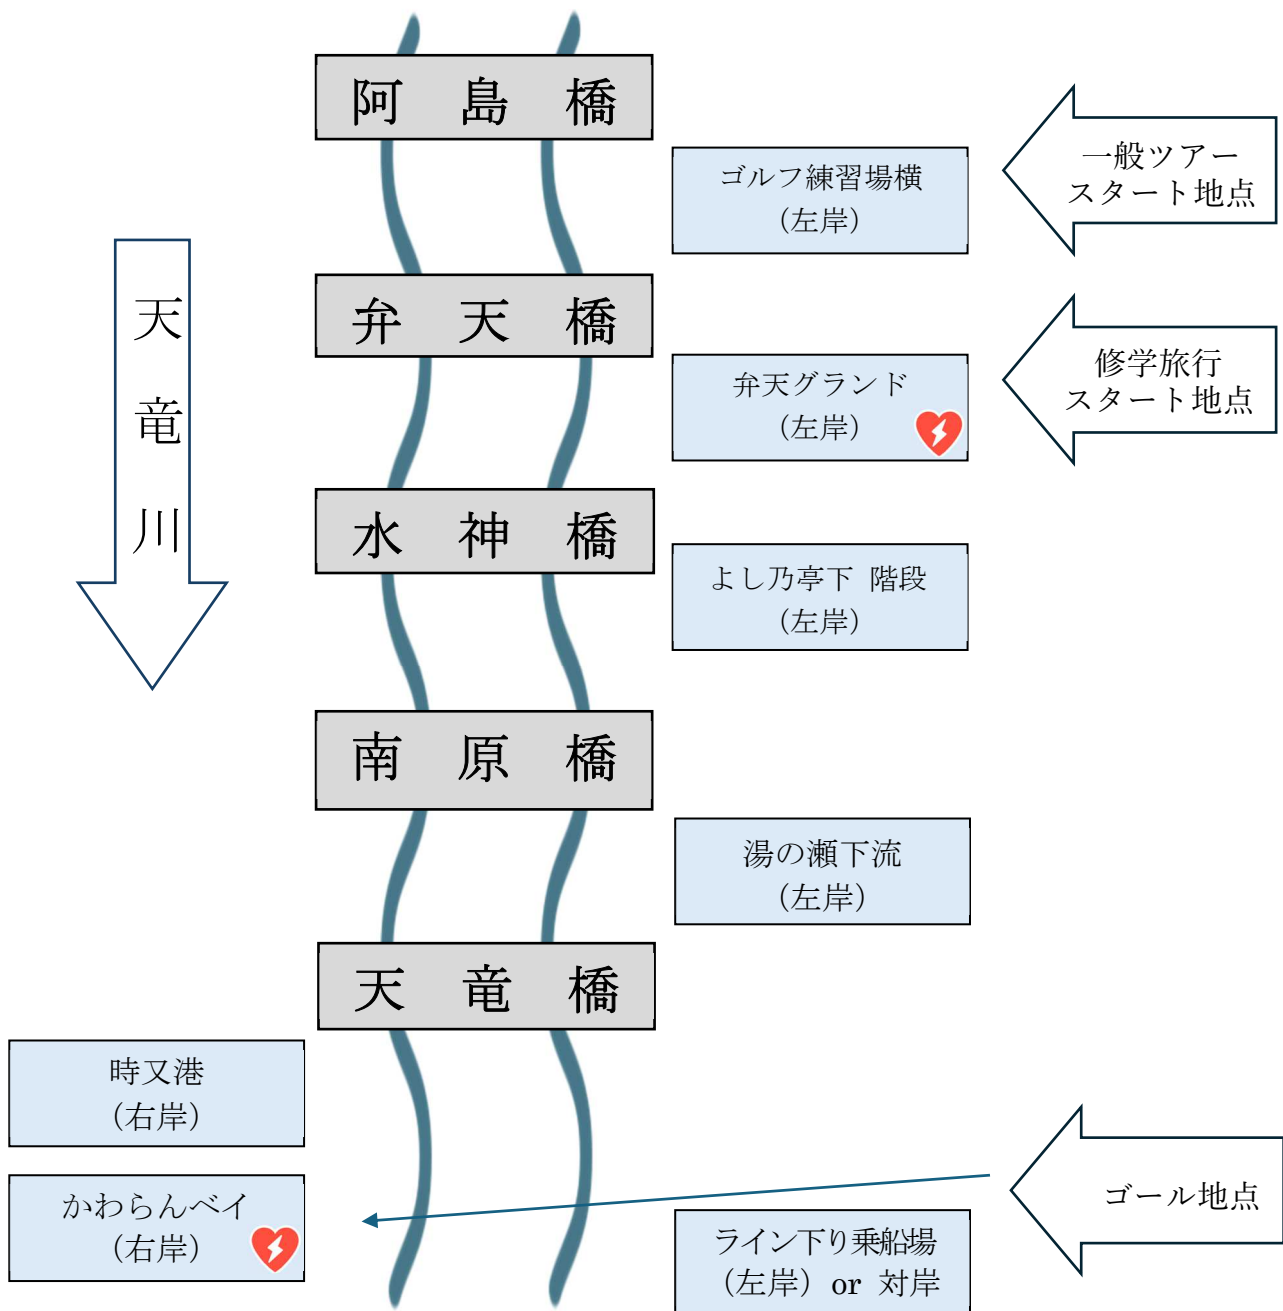 阿島橋
ゴルフ練習場横
（左岸）
一般ツアー
スタート地点
天竜川
弁天橋
弁天グランド
（左岸）
修学旅行
スタート地点
水神橋
よし乃亭下 階段
（左岸）
南原橋
湯の瀬下流
（左岸）
天竜橋
時又港
（右岸）
かわらんベイ
（右岸）
ライン下り乗船場
（左岸）or 対岸
ゴール地点